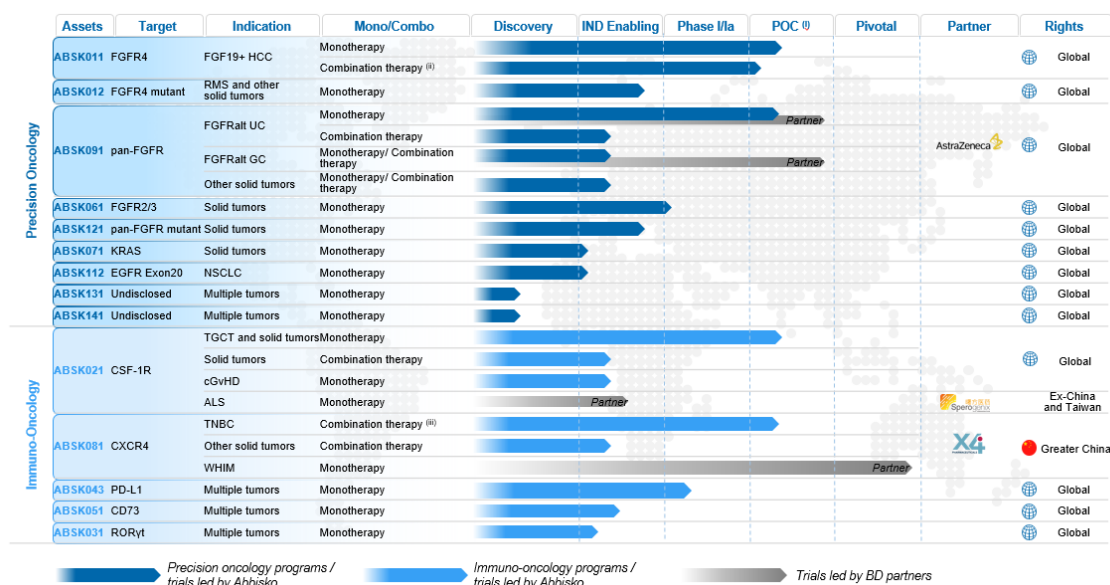 Assets Target Indication Mono/Combo Discovery IND Enabling Phase I/Ia POC (i) Pivotal Partner Rights
Precision Oncology
ABSK011 FGFR4 FGF19+ HCC Monotherapy Global
Combination therapy (ii)
ABSK012 FGFR4 mutant RMS and other solid tumors Monotherapy Global
ABSK091 pan-FGFR FGFRalt UC Monotherapy Partner AstraZeneca Global
Combination therapy
FGFRalt GC Monotherapy/ Combination therapy Partner
Other solid tumors Monotherapy/ Combination therapy
ABSK061 FGFR2/3 Solid tumors Monotherapy Global
ABSK121 pan-FGFR mutant Solid tumors Monotherapy Global
ABSK071 KRAS Solid tumors Monotherapy Global
ABSK112 EGFR Exon20 NSCLC Monotherapy Global
ABSK131 Undisclosed Multiple tumors Monotherapy Global
ABSK141 Undisclosed Multiple tumors Monotherapy Global
Immuno-Oncology
ABSK021 CSF-1R TGCT and solid tumors Monotherapy Global
Solid tumors Combination therapy
cGvHD Monotherapy
ALS Monotherapy Partner Sperogenix Ex-China and Taiwan
ABSK081 CXCR4 TNBC Combination therapy (iii) X4 Greater China
Other solid tumors Combination therapy
WHIM Monotherapy Partner
ABSK043 PD-L1 Multiple tumors Monotherapy Global
ABSK051 CD73 Multiple tumors Monotherapy Global
ABSK031 RORγt Multiple tumors Monotherapy Global
Precision oncology programs / trials led by Abbisko
Immuno-oncology programs / trials led by Abbisko
Trials led by BD partners